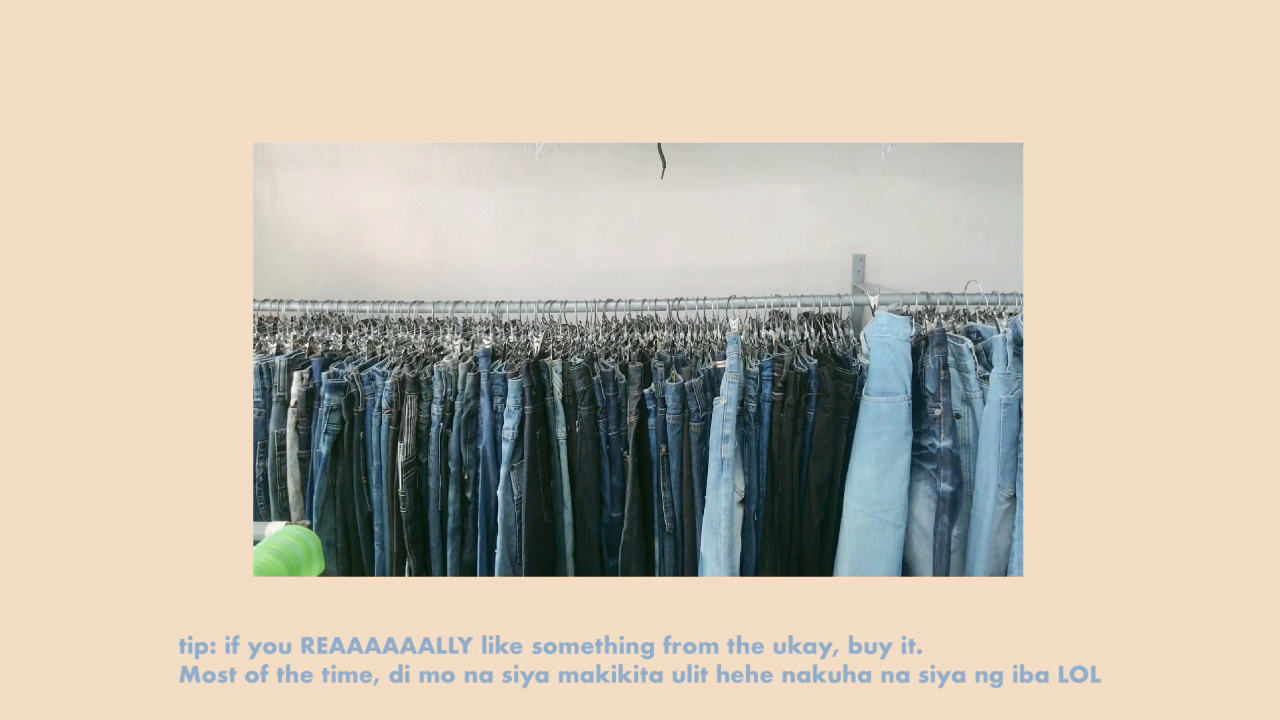 tip: if you REAAAAAALLY like something from the ukay, buy it.
Most of the time, di mo na siya makikita ulit hehe nakuha na siya ng iba LOL